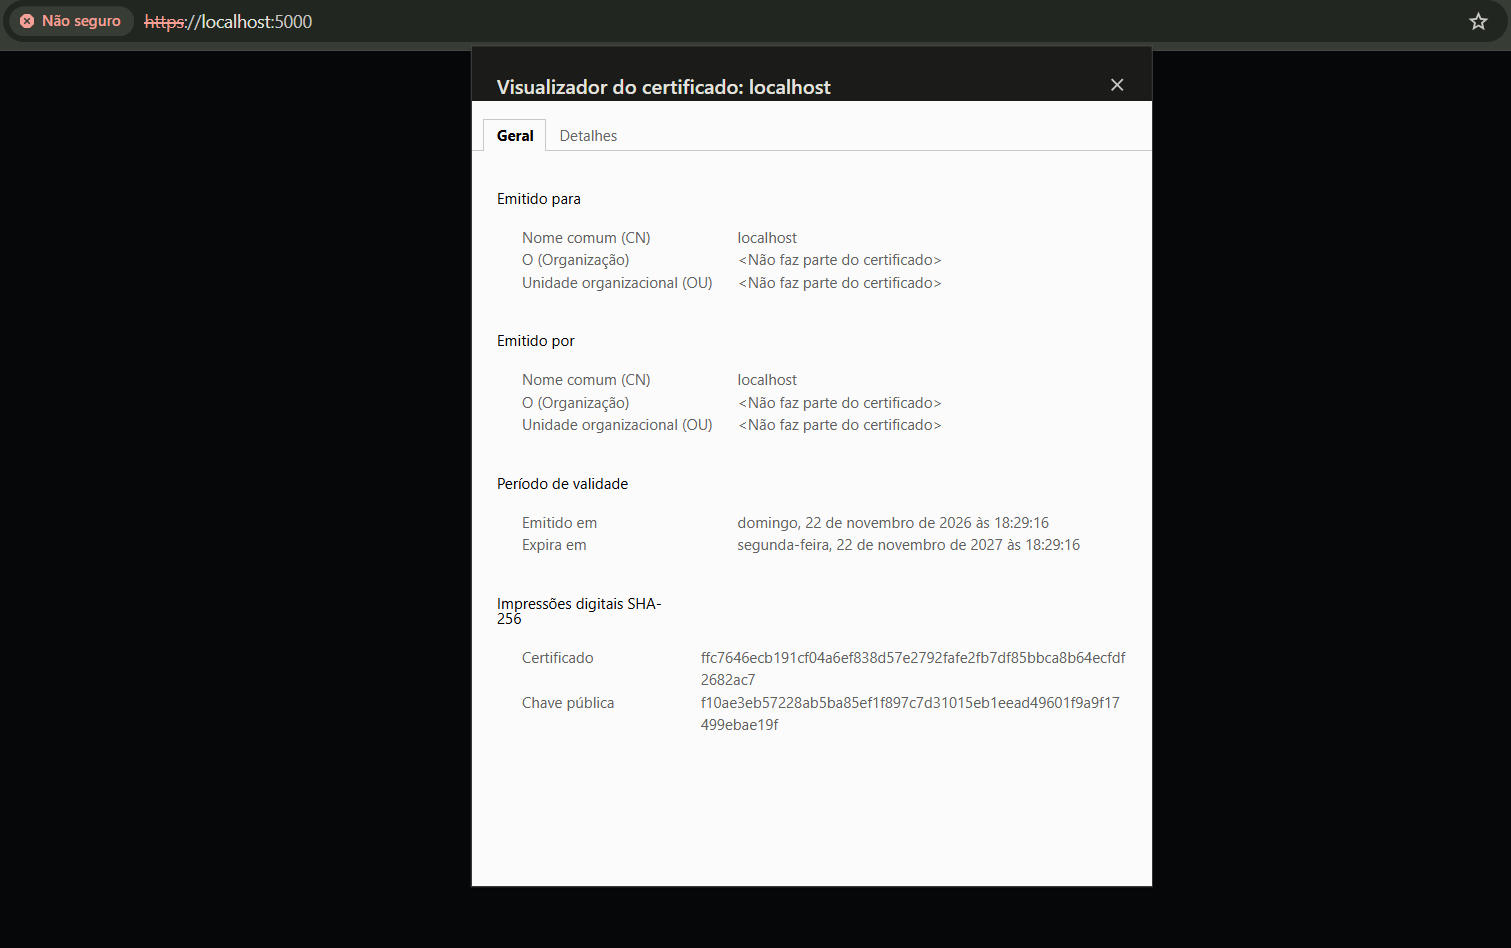 Não seguro https://localhost:5000
Visualizador do certificado: localhost
Geral Detalhes
Emitido para
Nome comum (CN) localhost
O (Organização) <Não faz parte do certificado>
Unidade organizacional (OU) <Não faz parte do certificado>
Emitido por
Nome comum (CN) localhost
O (Organização) <Não faz parte do certificado>
Unidade organizacional (OU) <Não faz parte do certificado>
Período de validade
Emitido em domingo, 22 de novembro de 2026 às 18:29:16
Expira em segunda-feira, 22 de novembro de 2027 às 18:29:16
Impressões digitais SHA-
256
Certificado ffc7646ecb191cf04a6ef838d57e2792fafe2fb7df85bbca8b64ecfdf
2682ac7
Chave pública f10ae3eb57228ab5ba85ef1f897c7d31015eb1eead49601f9a9f17
499ebae19f